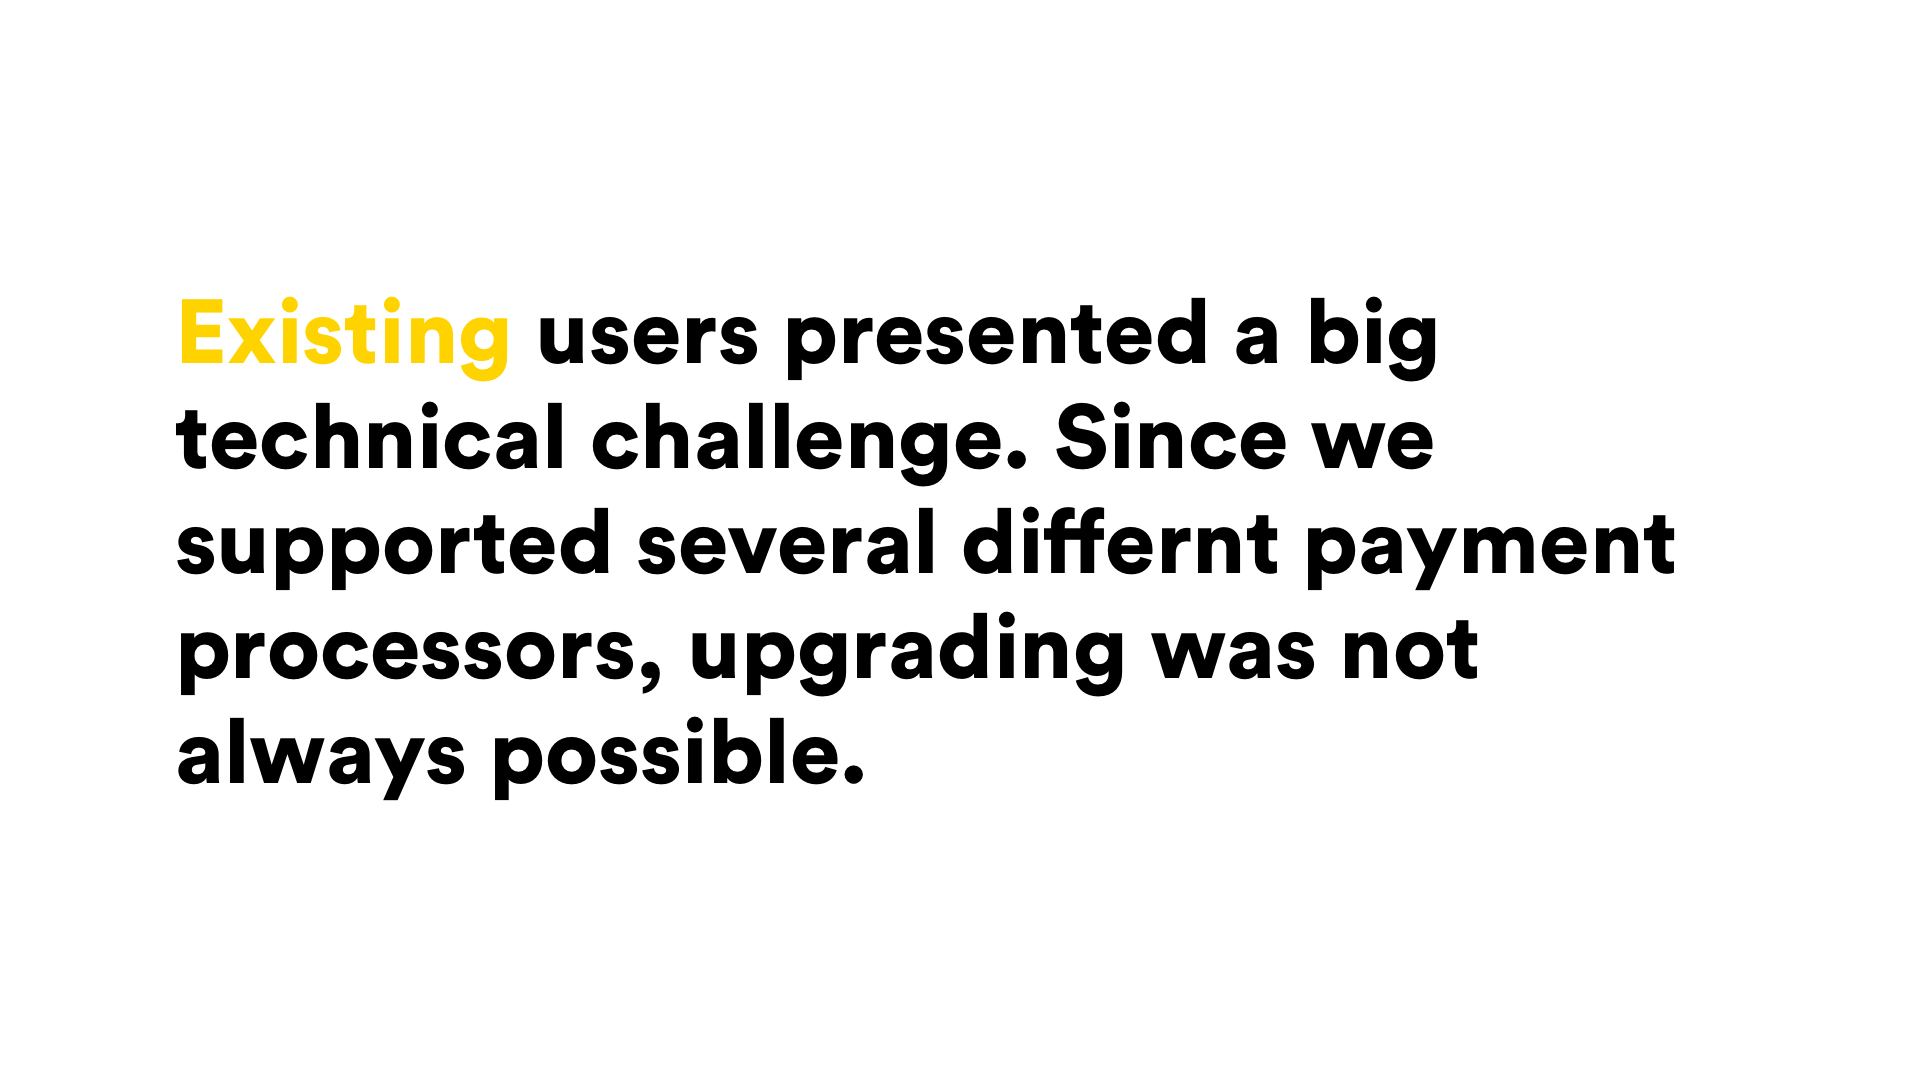 Existing users presented a big
technical challenge. Since we
supported several differnt payment
processors, upgrading was not
always possible.